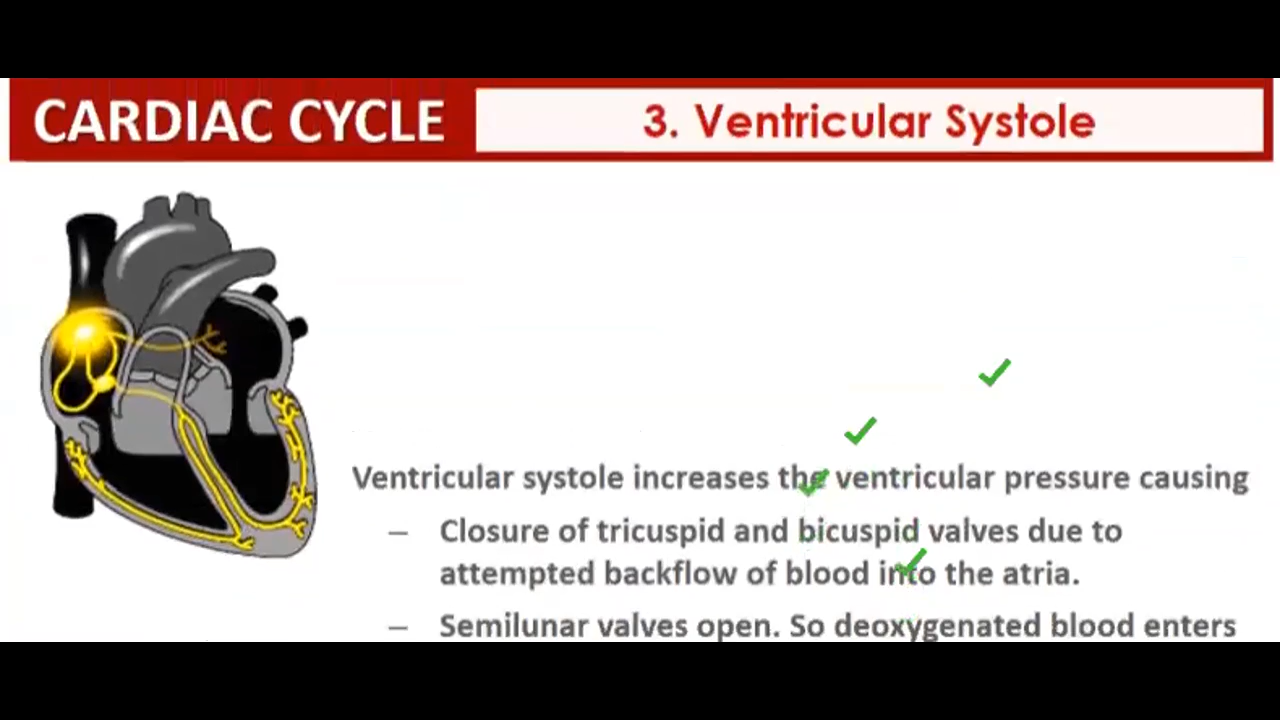 CARDIAC CYCLE
3. Ventricular Systole
Ventricular systole increases the ventricular pressure causing
– Closure of tricuspid and bicuspid valves due to
attempted backflow of blood into the atria.
– Semilunar valves open. So deoxygenated blood enters